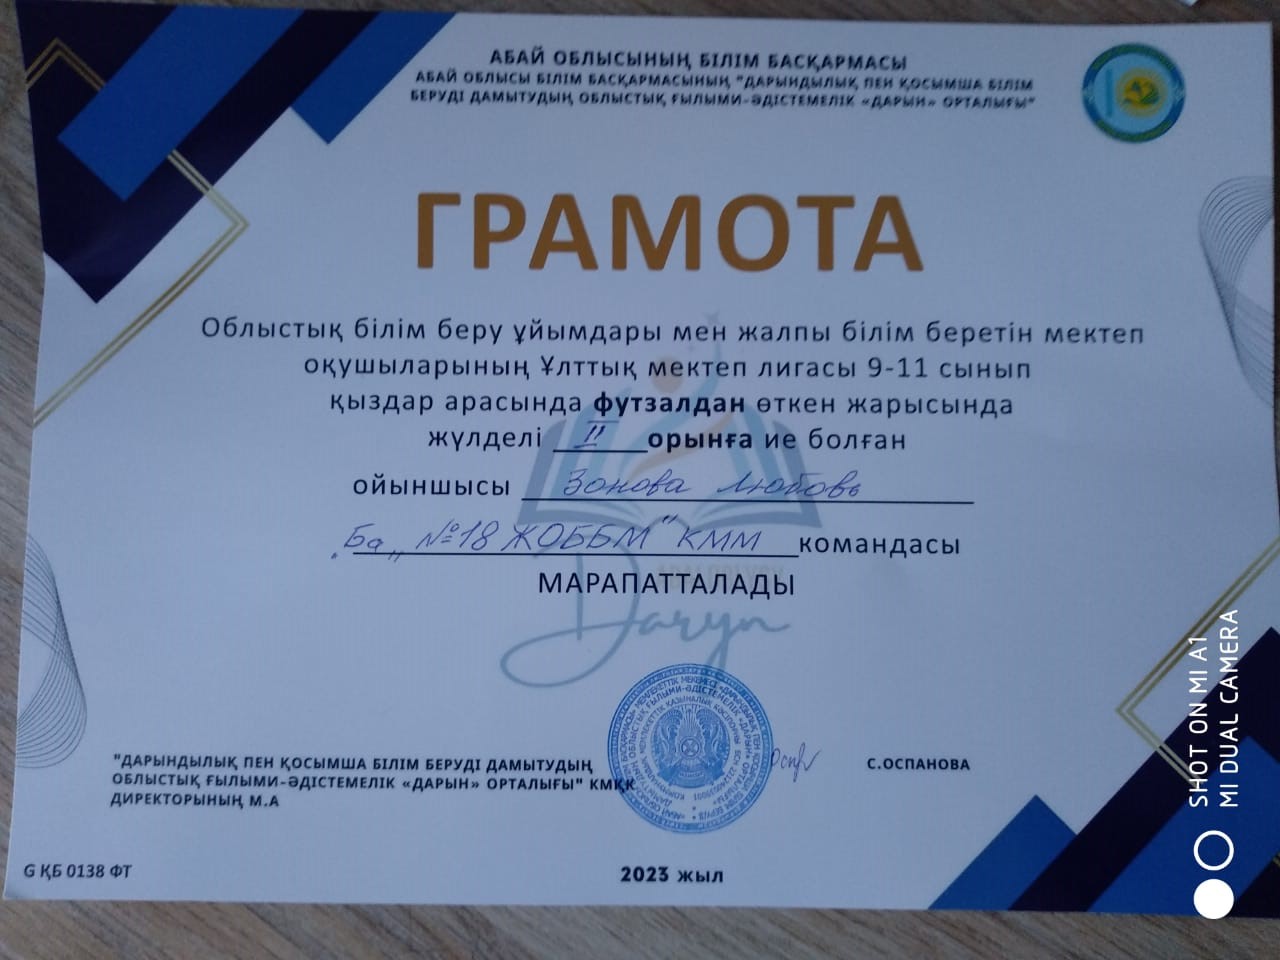 АБАЙ ОБЛЫСЫНЫҢ БІЛІМ БАСҚАРМАСЫ
АБАЙ ОБЛЫСЫ БІЛІМ БАСҚАРМАСЫНЫҢ "ДАРЫНДЫЛЫҚ ПЕН ҚОСЫМША БІЛІМ
БЕРУДІ ДАМЫТУДЫҢ ОБЛЫСТЫҚ ҒЫЛЫМИ-ӘДІСТЕМЕЛІК «ДАРЫН» ОРТАЛЫҒЫ"
ГРАМОТА
Облыстық білім беру ұйымдары мен жалпы білім беретін мектеп
оқушыларының Ұлттық мектеп лигасы 9-11 сынып
қыздар арасында футзалдан өткен жарысында
жүлделі II орынға ие болған
ойыншысы Зонова Любовь
№18 ЖОББМ" КММ командасы
МАРАПАТТАЛАДЫ
Daryn
"ДАРЫНДЫЛЫҚ ПЕН ҚОСЫМША БІЛІМ БЕРУДІ ДАМЫТУДЫҢ
ОБЛЫСТЫҚ ҒЫЛЫМИ-ӘДІСТЕМЕЛІК «ДАРЫН» ОРТАЛЫҒЫ" КМҚК
ДИРЕКТОРЫНЫҢ М.А
С.ОСПАНОВА
G ҚБ 0138 ФТ
2023 жыл
SHOT ON MI A1
MI DUAL CAMERA